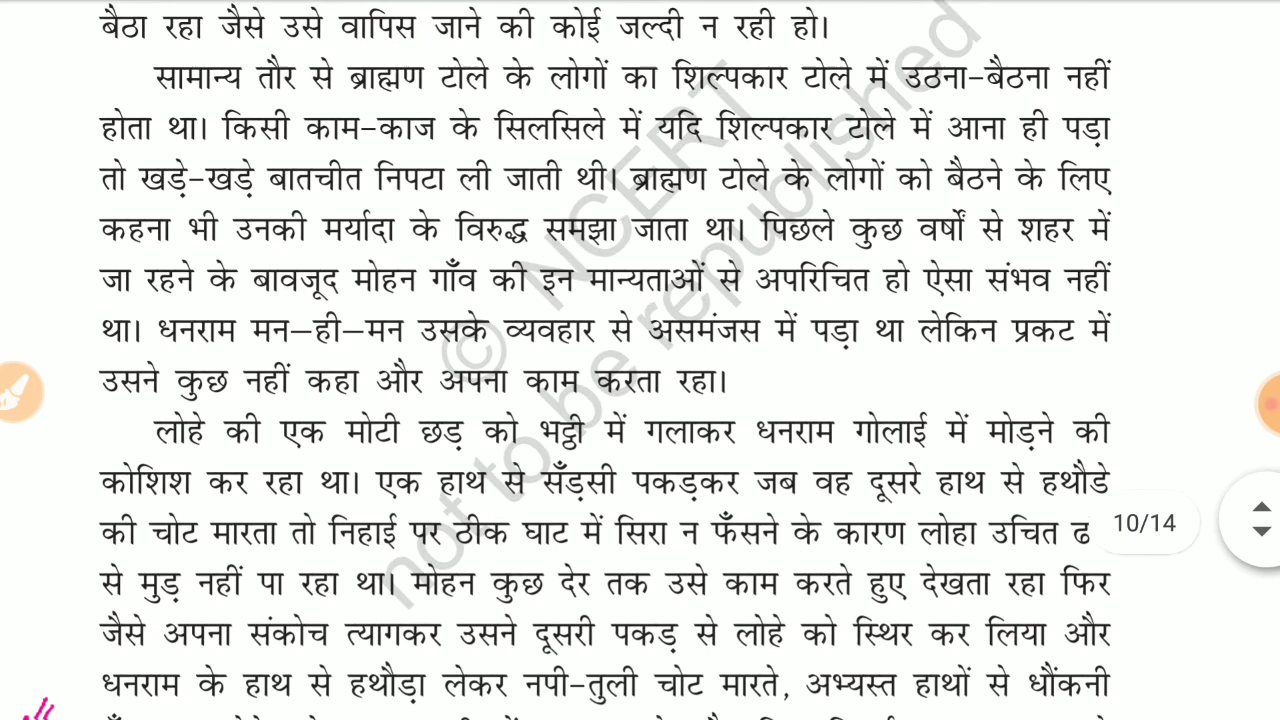 बैठा रहा जैसे उसे वापिस जाने की कोई जल्दी न रही हो।
सामान्य तौर से ब्राह्मण टोले के लोगों का शिल्पकार टोले में उठना-बैठना नहीं
होता था। किसी काम-काज के सिलसिले में यदि शिल्पकार टोले में आना ही पड़ा
तो खड़े-खड़े बातचीत निपटा ली जाती थी। ब्राह्मण टोले के लोगों को बैठने के लिए
कहना भी उनकी मर्यादा के विरुद्ध समझा जाता था। पिछले कुछ वर्षों से शहर में
जा रहने के बावजूद मोहन गाँव की इन मान्यताओं से अपरिचित हो ऐसा संभव नहीं
था। धनराम मन–ही–मन उसके व्यवहार से असमंजस में पड़ा था लेकिन प्रकट में
उसने कुछ नहीं कहा और अपना काम करता रहा।
लोहे की एक मोटी छड़ को भट्ठी में गलाकर धनराम गोलाई में मोड़ने की
कोशिश कर रहा था। एक हाथ से सँड़सी पकड़कर जब वह दूसरे हाथ से हथौडे
की चोट मारता तो निहाई पर ठीक घाट में सिरा न फँसने के कारण लोहा उचित
से मुड़ नहीं पा रहा था। मोहन कुछ देर तक उसे काम करते हुए देखता रहा फिर
जैसे अपना संकोच त्यागकर उसने दूसरी पकड़ से लोहे को स्थिर कर लिया और
धनराम के हाथ से हथौड़ा लेकर नपी-तुली चोट मारते, अभ्यस्त हाथों से धौंकनी
© NCERT
not to be republished
10/14